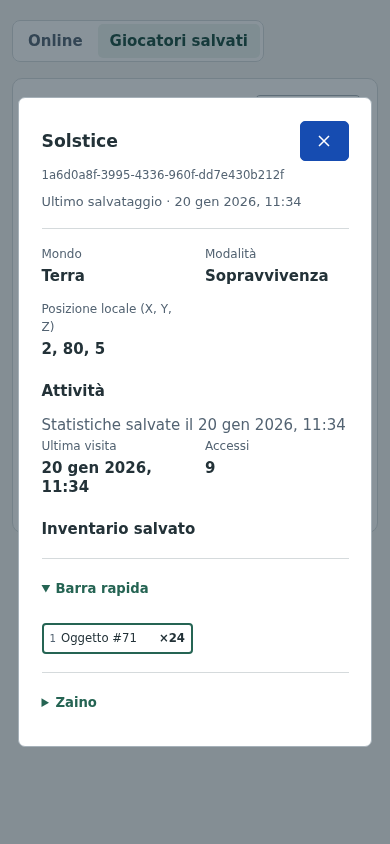 Online Giocatori salvati
Solstice
1a6d0a8f-3995-4336-960f-dd7e430b212f
Ultimo salvataggio · 20 gen 2026, 11:34
Mondo Modalità
Terra Sopravvivenza
Posizione locale (X, Y,
Z)
2, 80, 5
Attività
Statistiche salvate il 20 gen 2026, 11:34
Ultima visita Accessi
20 gen 2026, 9
11:34
Inventario salvato
▼ Barra rapida
1 Oggetto #71 ×24
▶ Zaino